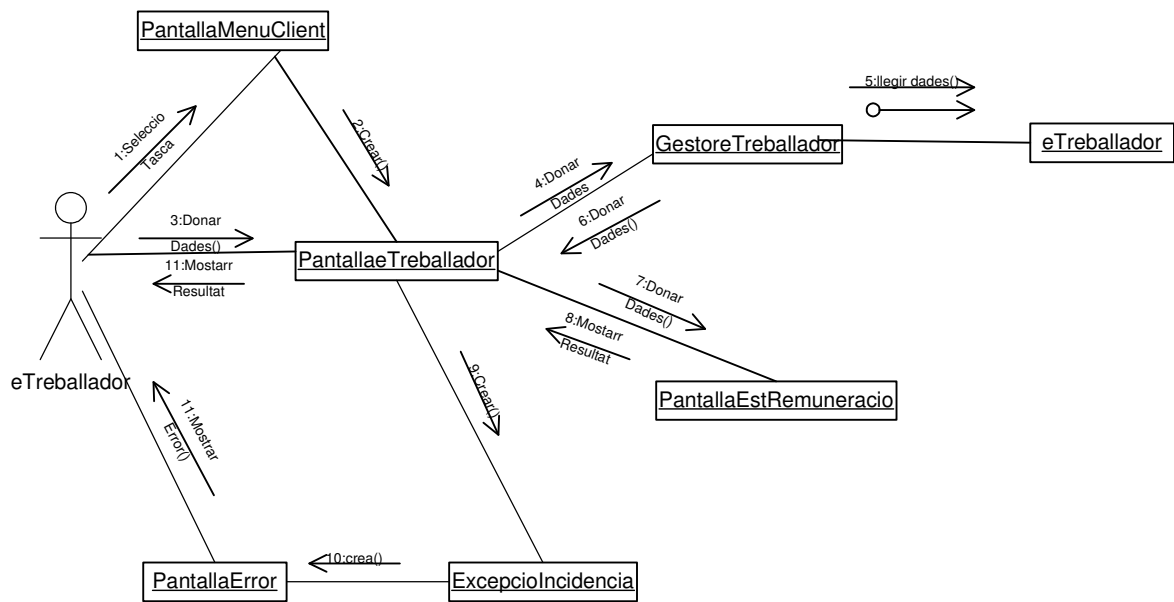 PantallaMenuClient
1:Seleccio
Tasca
2:Crear()
5:llegir dades()
GestoreTreballador
eTreballador
4:Donar
Dades
6:Donar
Dades()
3:Donar
Dades()
PantallaeTreballador
11:Mostarr
Resultat
7:Donar
Dades()
8:Mostarr
Resultat
eTreballador
9:Crear()
PantallaEstRemuneracio
11:Mostrar
Error()
10:crea()
PantallaError
ExcepcioIncidencia